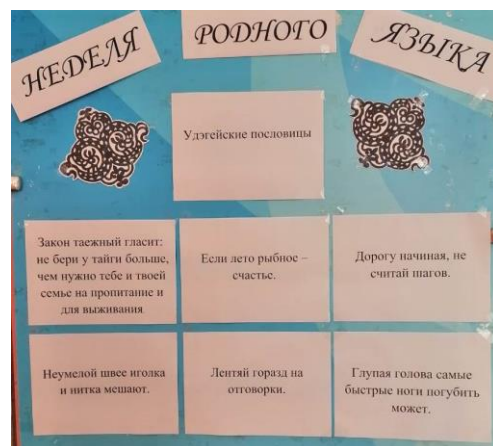 НЕДЕЛЯ
РОДНОГО
ЯЗЫКА
Удэгейские пословицы
Закон таежный гласит:
не бери у тайги больше,
чем нужно тебе и твоей
семье на пропитание и
для выживания
Если лето рыбное –
счастье.
Дорогу начиная, не
считай шагов.
Неумелой швее иголка
и нитка мешают.
Лентяй горазд на
отговорки.
Глупая голова самые
быстрые ноги погубить
может.